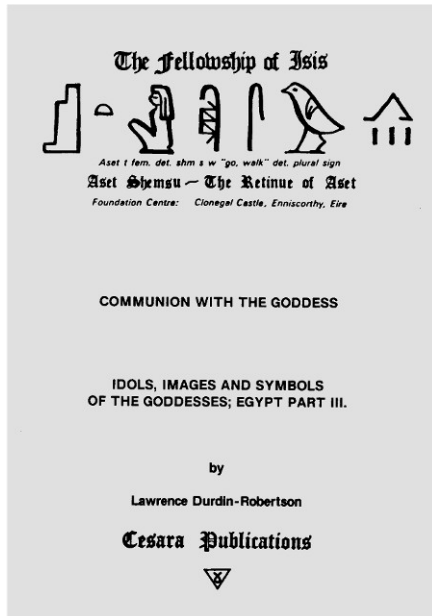 The Fellowship of Isis
Aset t fem. det. shm s w "go, walk" det. plural sign
Aset Shemsu ~ The Retinue of Aset
Foundation Centre: Clonegal Castle, Enniscorthy, Eire
COMMUNION WITH THE GODDESS
IDOLS, IMAGES AND SYMBOLS
OF THE GODDESSES; EGYPT PART III.
by
Lawrence Durdin-Robertson
Cesara Publications